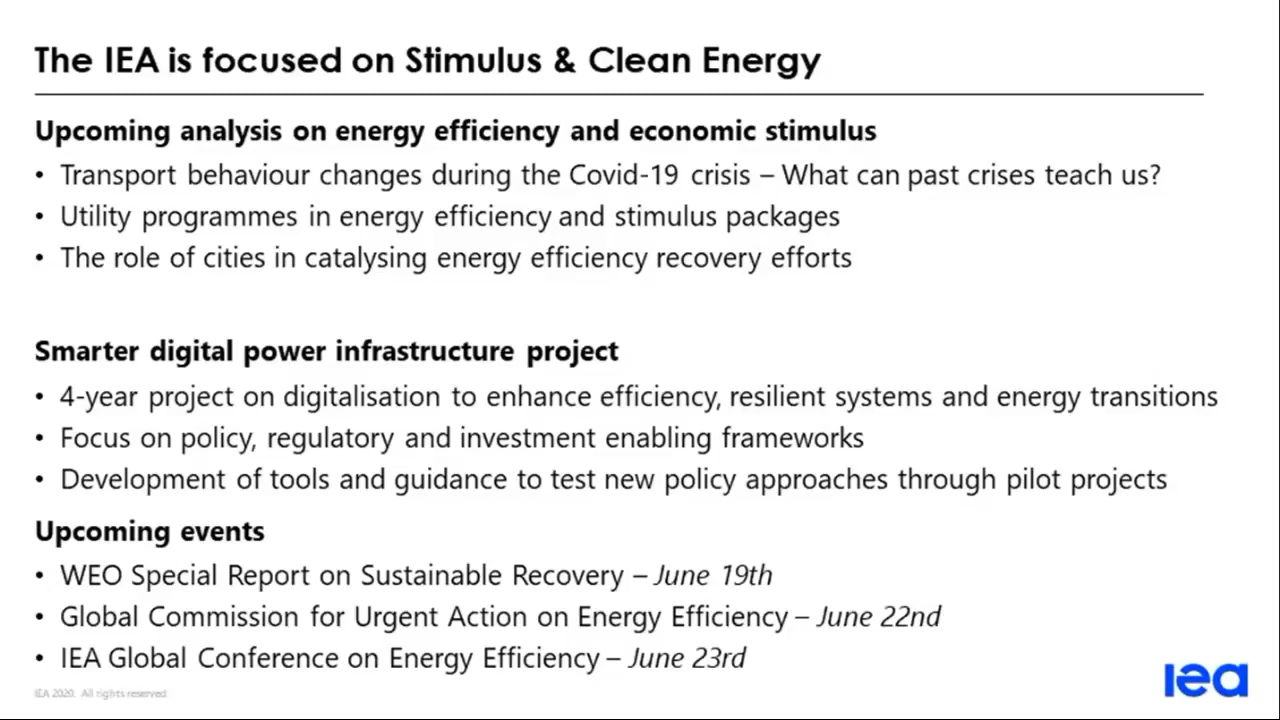 The IEA is focused on Stimulus & Clean Energy
Upcoming analysis on energy efficiency and economic stimulus
• Transport behaviour changes during the Covid-19 crisis – What can past crises teach us?
• Utility programmes in energy efficiency and stimulus packages
• The role of cities in catalysing energy efficiency recovery efforts
Smarter digital power infrastructure project
• 4-year project on digitalisation to enhance efficiency, resilient systems and energy transitions
• Focus on policy, regulatory and investment enabling frameworks
• Development of tools and guidance to test new policy approaches through pilot projects
Upcoming events
• WEO Special Report on Sustainable Recovery – June 19th
• Global Commission for Urgent Action on Energy Efficiency – June 22nd
• IEA Global Conference on Energy Efficiency – June 23rd
IEA 2020. All rights reserved
iea